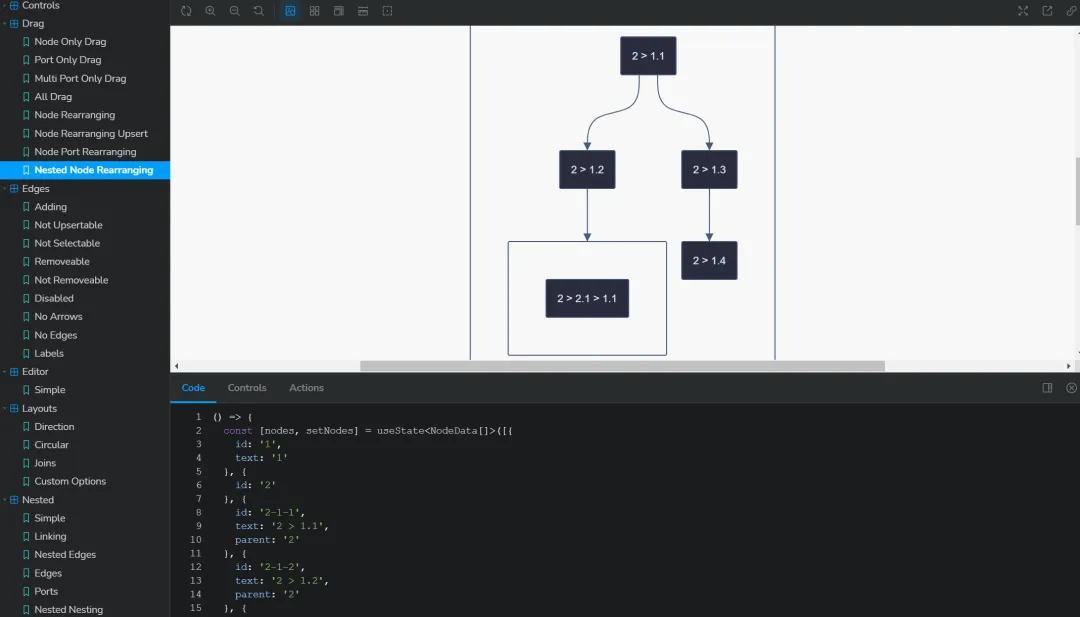 Controls
Drag
Node Only Drag
Port Only Drag
Multi Port Only Drag
All Drag
Node Rearranging
Node Rearranging Upsert
Node Port Rearranging
Nested Node Rearranging
Edges
Adding
Not Upsertable
Not Selectable
Removeable
Not Removeable
Disabled
No Arrows
No Edges
Labels
Editor
Simple
Layouts
Direction
Circular
Joins
Custom Options
Nested
Simple
Linking
Nested Edges
Edges
Ports
Nested Nesting
2 > 1.1
2 > 1.2
2 > 1.3
2 > 1.4
2 > 2.1 > 1.1
Code Controls Actions
1 () => {
2 const [nodes, setNodes] = useState<NodeData[]>([{
3 id: '1',
4 text: '1'
5 }, {
6 id: '2'
7 }, {
8 id: '2-1-1',
9 text: '2 > 1.1',
10 parent: '2'
11 }, {
12 id: '2-1-2',
13 text: '2 > 1.2',
14 parent: '2'
15 }, {